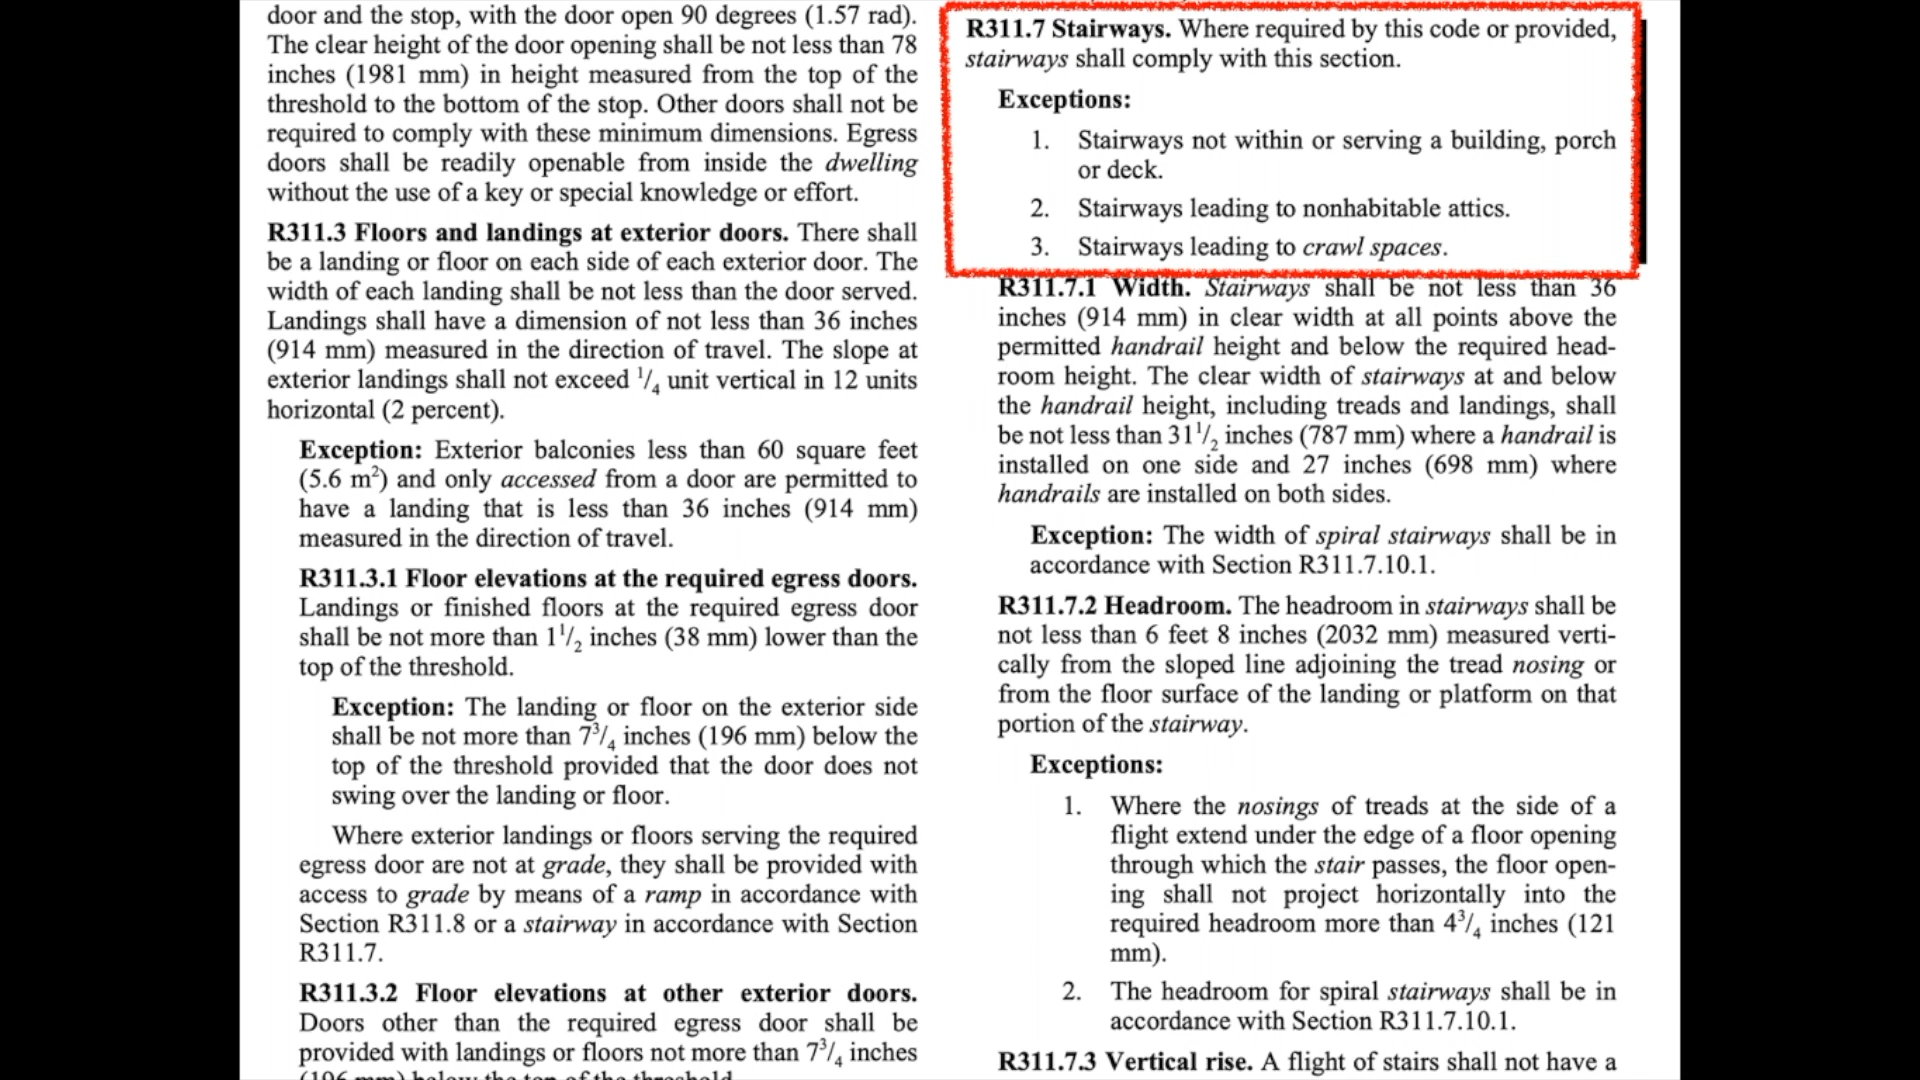 door and the stop, with the door open 90 degrees (1.57 rad).
The clear height of the door opening shall be not less than 78
inches (1981 mm) in height measured from the top of the
threshold to the bottom of the stop. Other doors shall not be
required to comply with these minimum dimensions. Egress
doors shall be readily openable from inside the dwelling
without the use of a key or special knowledge or effort.
R311.3 Floors and landings at exterior doors. There shall
be a landing or floor on each side of each exterior door. The
width of each landing shall be not less than the door served.
Landings shall have a dimension of not less than 36 inches
(914 mm) measured in the direction of travel. The slope at
exterior landings shall not exceed 1/4 unit vertical in 12 units
horizontal (2 percent).
Exception: Exterior balconies less than 60 square feet
(5.6 m²) and only accessed from a door are permitted to
have a landing that is less than 36 inches (914 mm)
measured in the direction of travel.
R311.3.1 Floor elevations at the required egress doors.
Landings or finished floors at the required egress door
shall be not more than 1 1/2 inches (38 mm) lower than the
top of the threshold.
Exception: The landing or floor on the exterior side
shall be not more than 7 3/4 inches (196 mm) below the
top of the threshold provided that the door does not
swing over the landing or floor.
Where exterior landings or floors serving the required
egress door are not at grade, they shall be provided with
access to grade by means of a ramp in accordance with
Section R311.8 or a stairway in accordance with Section
R311.7.
R311.3.2 Floor elevations at other exterior doors.
Doors other than the required egress door shall be
provided with landings or floors not more than 7 3/4 inches
(196 mm) below the top of the threshold.
R311.7 Stairways. Where required by this code or provided,
stairways shall comply with this section.
Exceptions:
1. Stairways not within or serving a building, porch
or deck.
2. Stairways leading to nonhabitable attics.
3. Stairways leading to crawl spaces.
R311.7.1 Width. Stairways shall be not less than 36
inches (914 mm) in clear width at all points above the
permitted handrail height and below the required head-
room height. The clear width of stairways at and below
the handrail height, including treads and landings, shall
be not less than 31 1/2 inches (787 mm) where a handrail is
installed on one side and 27 inches (698 mm) where
handrails are installed on both sides.
Exception: The width of spiral stairways shall be in
accordance with Section R311.7.10.1.
R311.7.2 Headroom. The headroom in stairways shall be
not less than 6 feet 8 inches (2032 mm) measured verti-
cally from the sloped line adjoining the tread nosing or
from the floor surface of the landing or platform on that
portion of the stairway.
Exceptions:
1. Where the nosings of treads at the side of a
flight extend under the edge of a floor opening
through which the stair passes, the floor open-
ing shall not project horizontally into the
required headroom more than 4 3/4 inches (121
mm).
2. The headroom for spiral stairways shall be in
accordance with Section R311.7.10.1.
R311.7.3 Vertical rise. A flight of stairs shall not have a